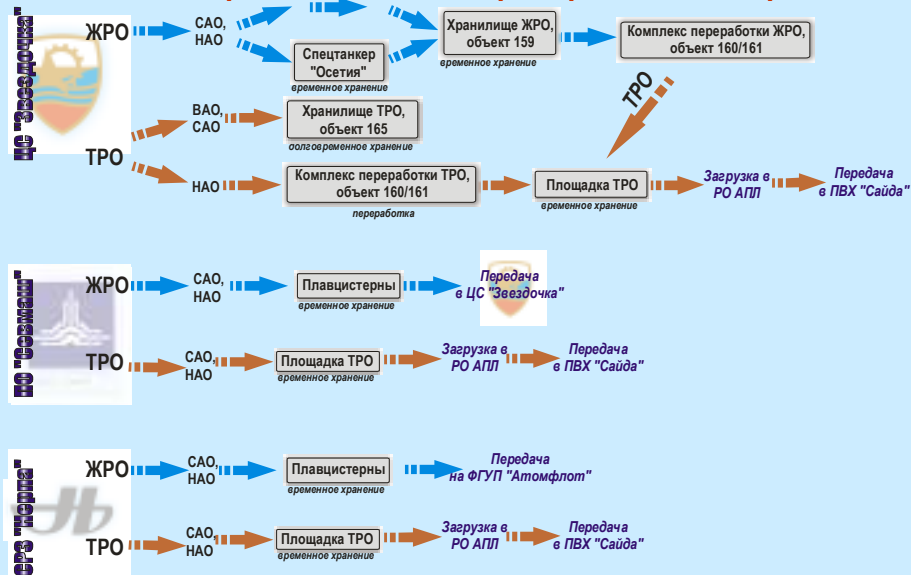 ЦС "Звездочка"
ЖРО
САО,
НАО
Спецтанкер
"Осетия"
временное хранение
Хранилище ЖРО,
объект 159
временное хранение
Комплекс переработки ЖРО,
объект 160/161
ТРО
ТРО
ВАО,
САО
Хранилище ТРО,
объект 165
долговременное хранение
НАО
Комплекс переработки ТРО,
объект 160/161
переработка
Площадка ТРО
временное хранение
Загрузка в
РО АПЛ
Передача
в ПВХ "Сайда"
ПО "Севмаш"
ЖРО
САО,
НАО
Плавцистерны
временное хранение
Передача
в ЦС "Звездочка"
ТРО
САО,
НАО
Площадка ТРО
временное хранение
Загрузка в
РО АПЛ
Передача
в ПВХ "Сайда"
СРЗ "Нерпа"
ЖРО
САО,
НАО
Плавцистерны
временное хранение
Передача
на ФГУП "Атомфлот"
ТРО
САО,
НАО
Площадка ТРО
временное хранение
Загрузка в
РО АПЛ
Передача
в ПВХ "Сайда"